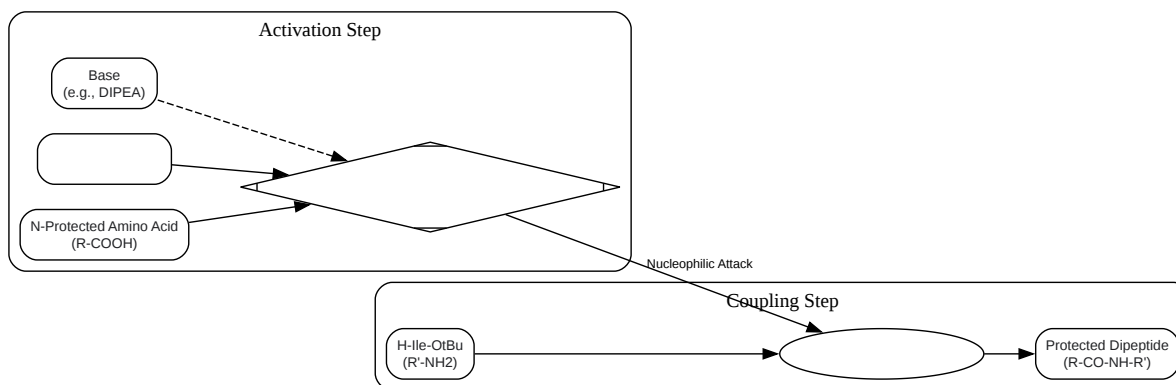 Activation Step
Base
(e.g., DIPEA)
N-Protected Amino Acid
(R-COOH)
Nucleophilic Attack
Coupling Step
H-Ile-OtBu
(R'-NH2)
Protected Dipeptide
(R-CO-NH-R')